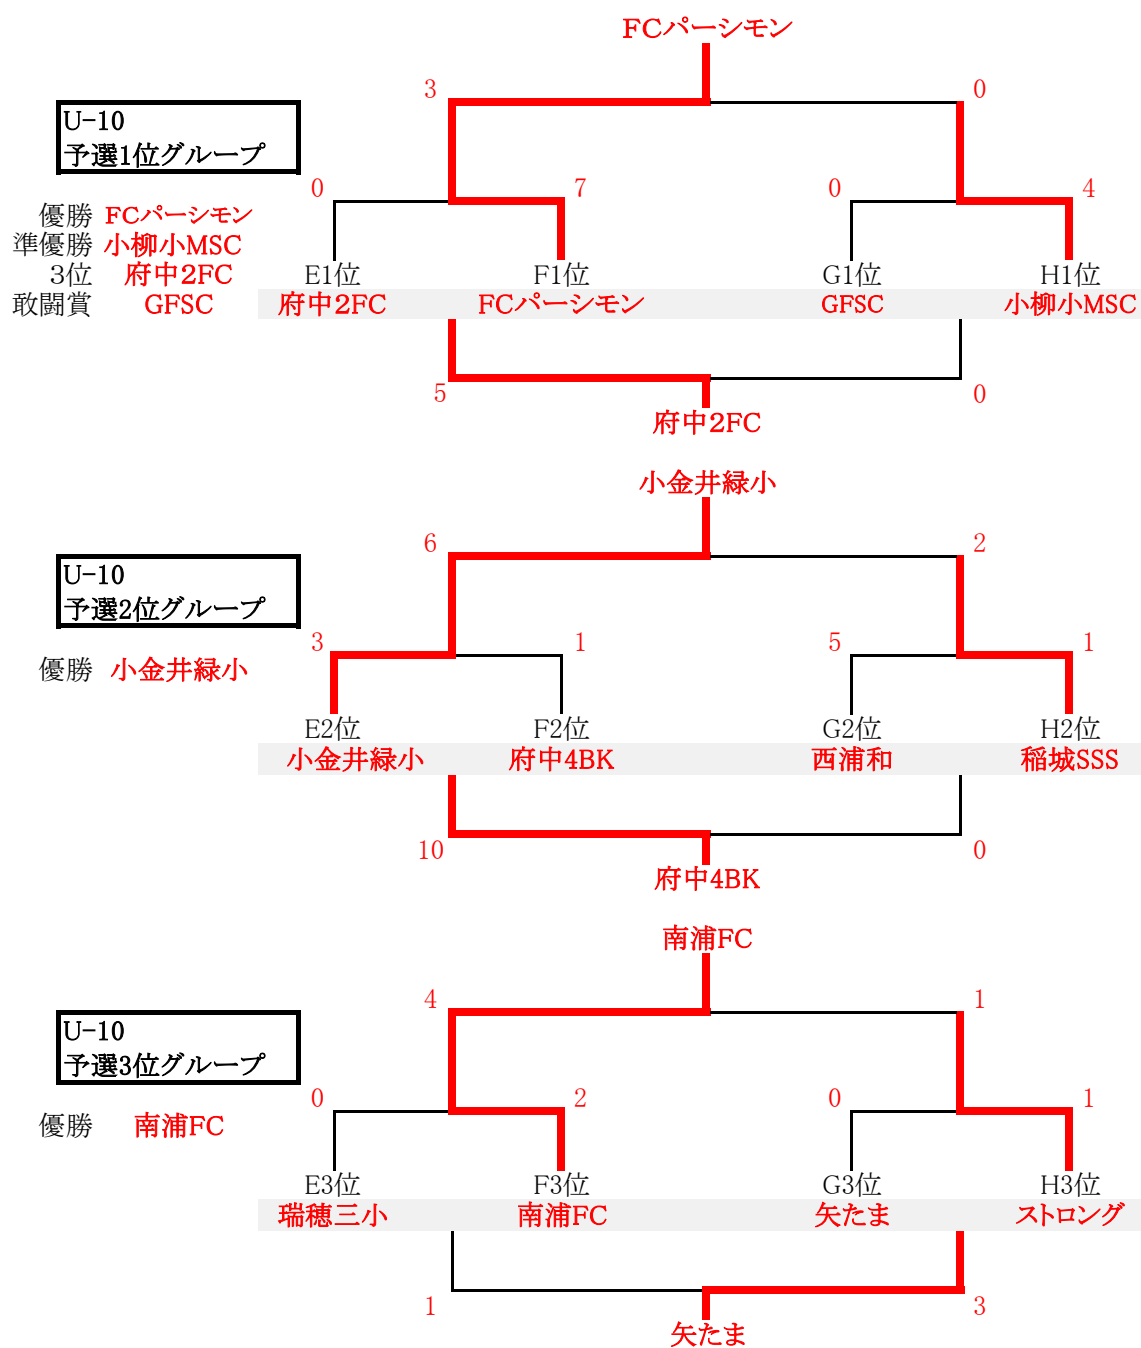 FCパーシモン
3 0
U-10
予選1位グループ
0 7 0 4
優勝 FCパーシモン
準優勝 小柳小MSC
3位 府中2FC
敢闘賞 GFSC
E1位 F1位 G1位 H1位
府中2FC FCパーシモン GFSC 小柳小MSC
5 0
府中2FC
小金井緑小
6 2
U-10
予選2位グループ
3 1 5 1
優勝 小金井緑小
E2位 F2位 G2位 H2位
小金井緑小 府中4BK 西浦和 稲城SSS
10 0
府中4BK
南浦FC
4 1
U-10
予選3位グループ
0 2 0 1
優勝 南浦FC
E3位 F3位 G3位 H3位
瑞穂三小 南浦FC 矢たま ストロング
1 3
矢たま